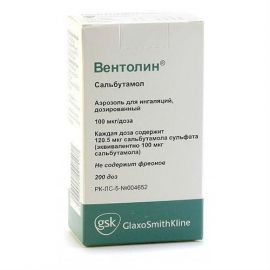 Вентолин®
Сальбутамол
Аэрозоль для ингаляций,
дозированный
100 мкг/доза
Каждая доза содержит
120.5 мкг сальбутамола сульфата
(эквивалентно 100 мкг
сальбутамола)
Не содержит фреонов
200 доз
РК-ЛС-5-№004652
gsk GlaxoSmithKline